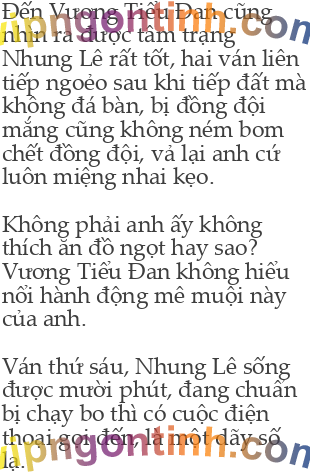 Đến Vương Tiểu Đan cũng
nhìn ra được tâm trạng
Nhung Lê rất tốt, hai ván liên
tiếp ngoẻo sau khi tiếp đất mà
không đá bàn, bị đồng đội
mắng cũng không ném bom
chết đồng đội, vả lại anh cứ
luôn miệng nhai kẹo.
Không phải anh ấy không
thích ăn đồ ngọt hay sao?
Vương Tiểu Đan không hiểu
nổi hành động mê muội này
của anh.
Ván thứ sáu, Nhung Lê sống
được mười phút, đang chuẩn
bị chạy bo thì có cuộc điện
thoại gọi đến, là một dãy số
lạ.
vipngontinh.com
vipngontinh.com